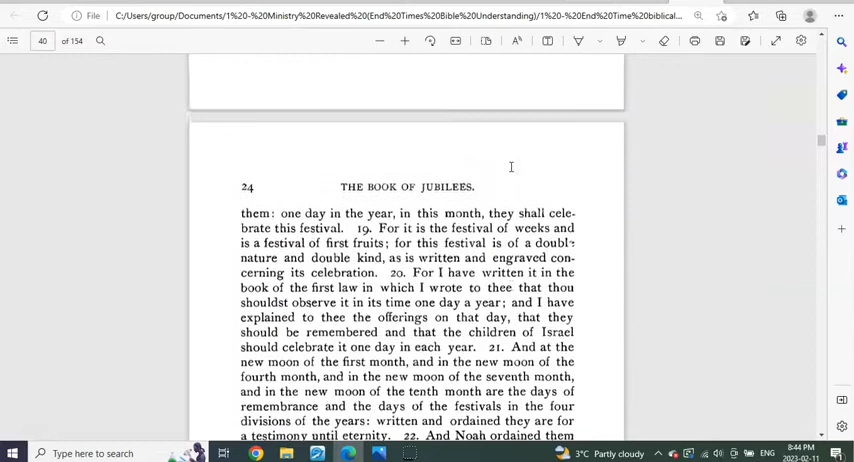 File
C:/Users/group/Documents/1%20-%20Ministry%20Revealed%20(End%20Times%20Bible%20Understanding)/1%20-%20End%20Time%20biblical...
40 of 154
24 THE BOOK OF JUBILEES.
them: one day in the year, in this month, they shall cele-
brate this festival. 19. For it is the festival of weeks and
is a festival of first fruits; for this festival is of a double
nature and double kind, as is written and engraved con-
cerning its celebration. 20. For I have written it in the
book of the first law in which I wrote to thee that thou
shouldst observe it in its time one day a year; and I have
explained to thee the offerings on that day, that they
should be remembered and that the children of Israel
should celebrate it one day in each year. 21. And at the
new moon of the first month, and in the new moon of the
fourth month, and in the new moon of the seventh month,
and in the new moon of the tenth month are the days of
remembrance and the days of the festivals in the four
divisions of the years: written and ordained they are for
a testimony until eternity. 22. And Noah ordained them
Type here to search
3°C Partly cloudy
8:44 PM
2023-02-11